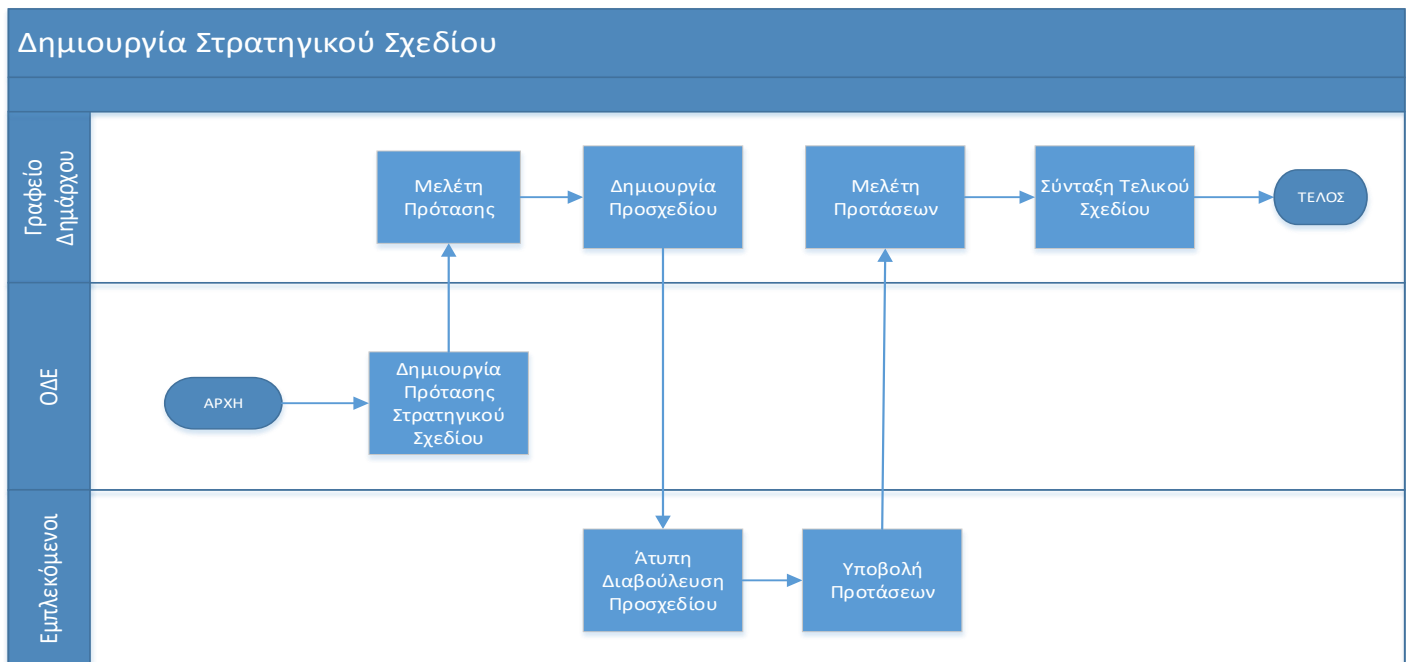 Δημιουργία Στρατηγικού Σχεδίου
Γραφείο
Δημάρχου
Μελέτη
Πρότασης
Δημιουργία
Προσχεδίου
Μελέτη
Προτάσεων
Σύνταξη Τελικού
Σχεδίου
ΤΕΛΟΣ
ΟΔΕ
ΑΡΧΗ
Δημιουργία
Πρότασης
Στρατηγικού
Σχεδίου
Εμπλεκόμενοι
Άτυπη
Διαβούλευση
Προσχεδίου
Υποβολή
Προτάσεων